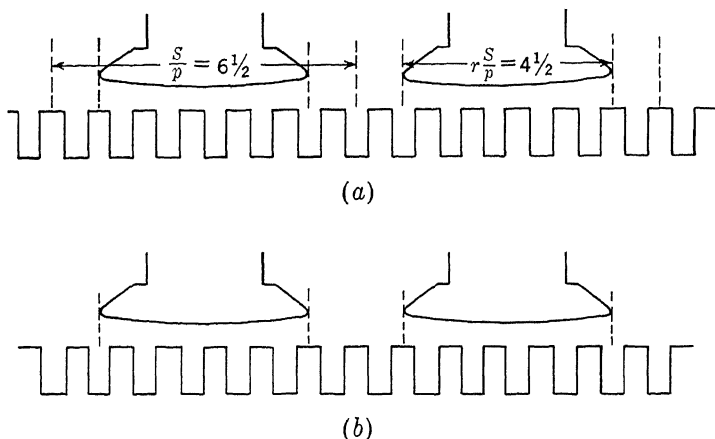 S/p = 6½
r S/p = 4½
(a)
(b)